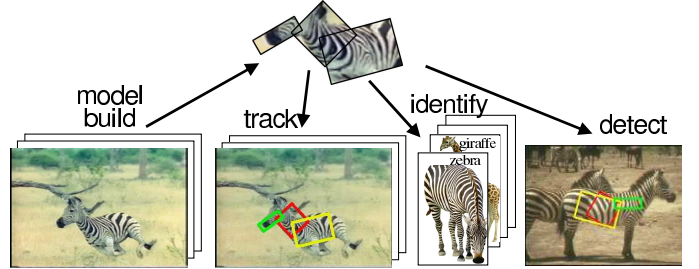 model
build
track
identify
detect
giraffe
zebra